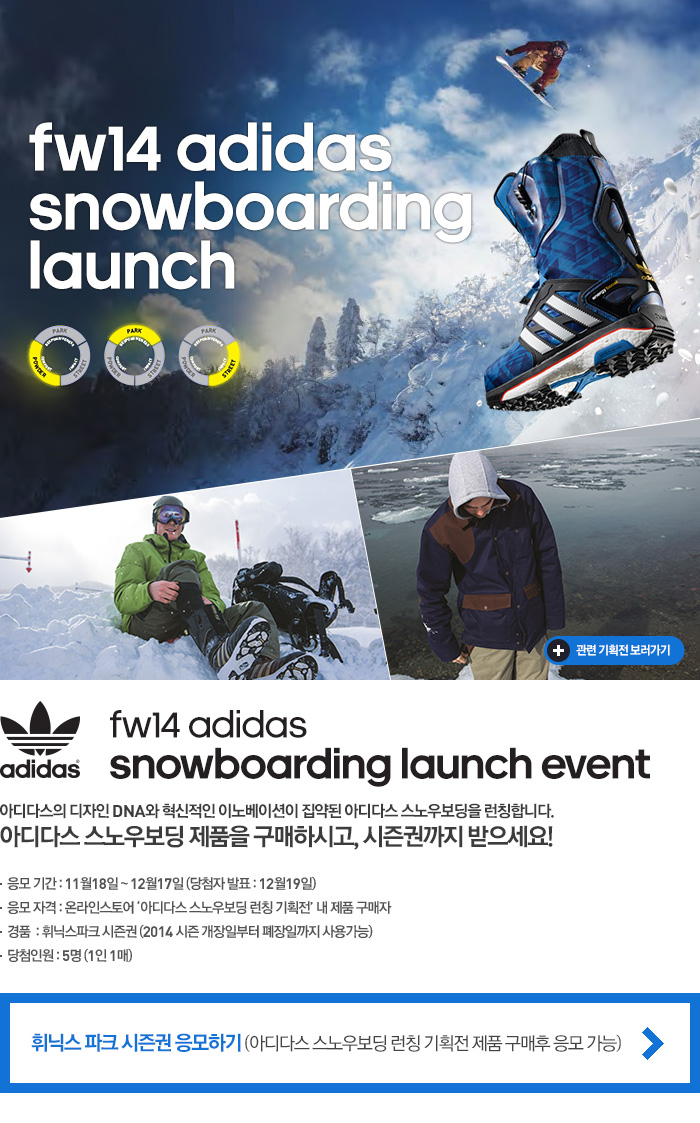 fw14 adidas
snowboarding
launch
PARK
POWDER
STREET
PARK
POWDER
STREET
PARK
POWDER
STREET
관련 기획전 보러가기
adidas
fw14 adidas
snowboarding launch event
아디다스의 디자인 DNA와 혁신적인 이노베이션이 집약된 아디다스 스노우보딩을 런칭합니다.
아디다스 스노우보딩 제품을 구매하시고, 시즌권까지 받으세요!
· 응모 기간 : 11월18일 ~ 12월17일 (당첨자 발표 : 12월19일)
· 응모 자격 : 온라인스토어 '아디다스 스노우보딩 런칭 기획전' 내 제품 구매자
· 경품 : 휘닉스파크 시즌권 (2014 시즌 개장일부터 폐장일까지 사용가능)
· 당첨인원 : 5명 (1인 1매)
휘닉스 파크 시즌권 응모하기 (아디다스 스노우보딩 런칭 기획전 제품 구매후 응모 가능)